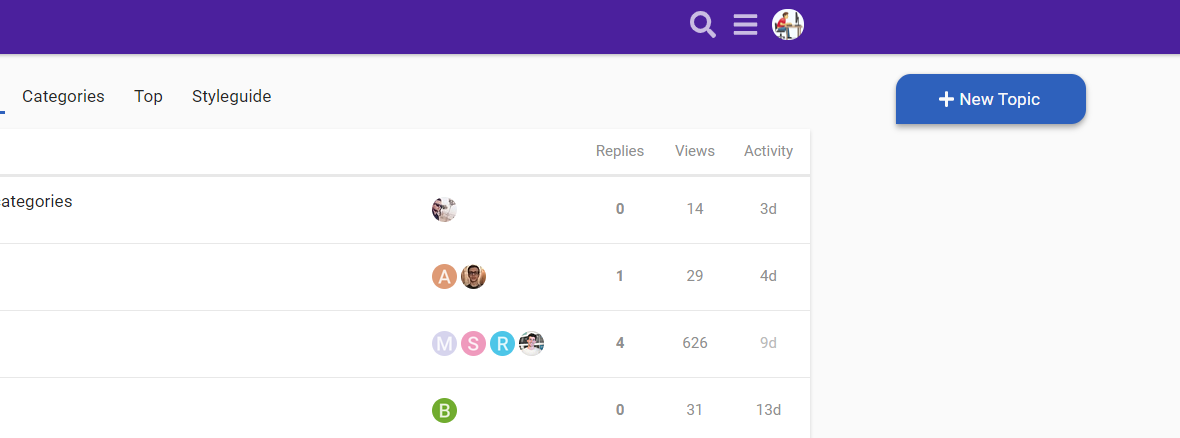 Categories Top Styleguide
New Topic
Replies Views Activity
ategories
0 14 3d
A
1 29 4d
M S R
4 626 9d
B
0 31 13d